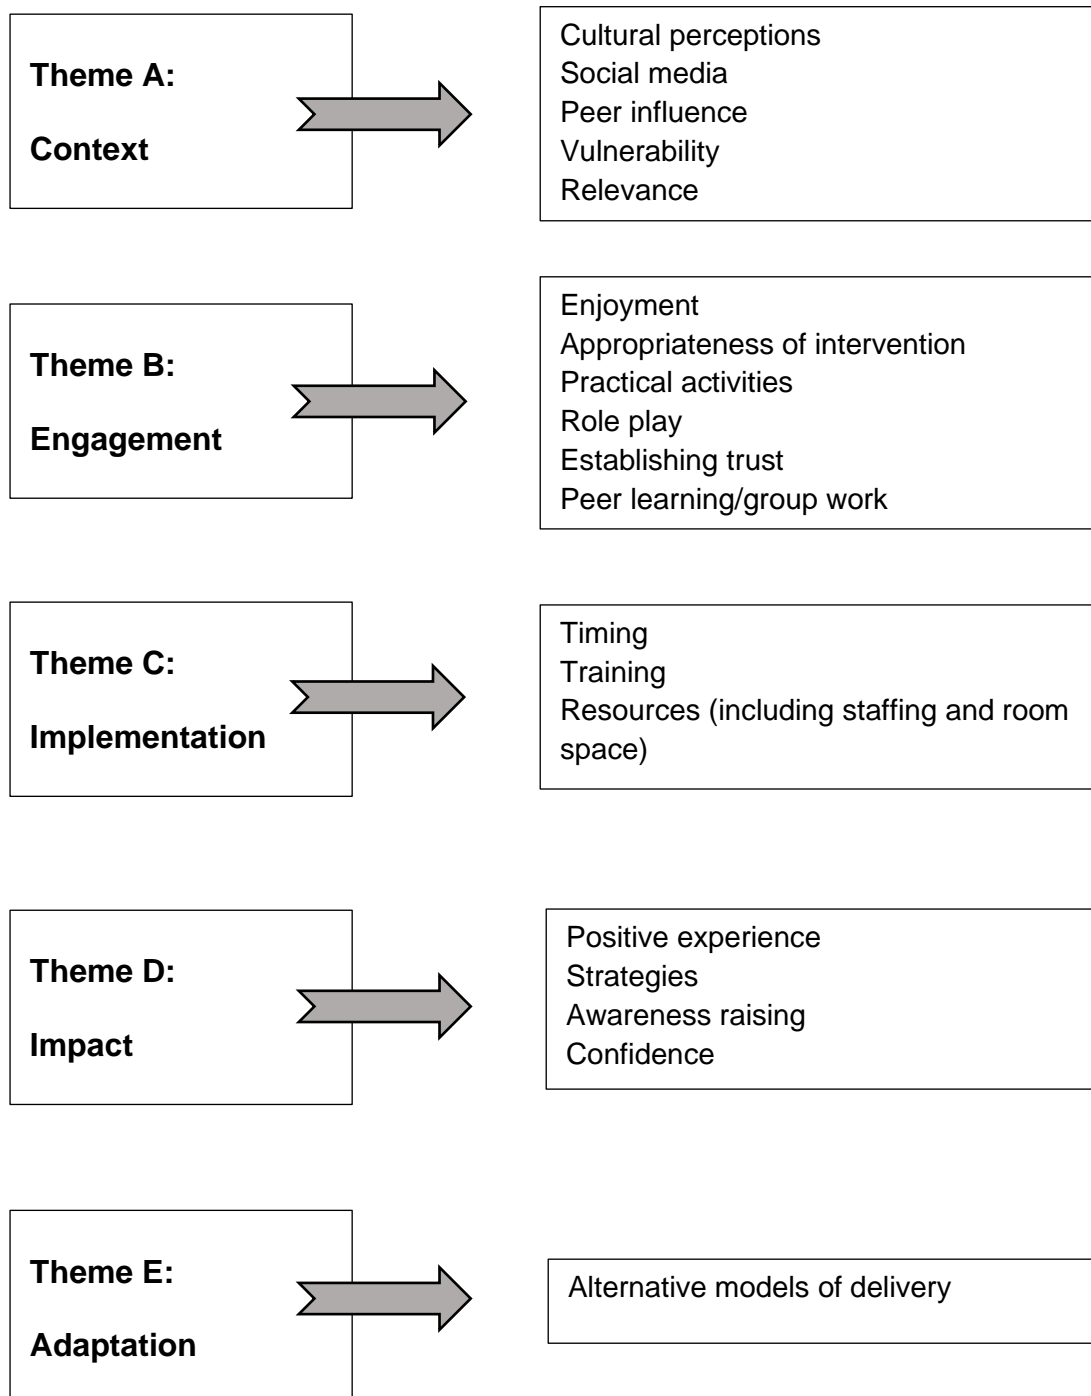 Theme A:
Context
Cultural perceptions
Social media
Peer influence
Vulnerability
Relevance
Theme B:
Engagement
Enjoyment
Appropriateness of intervention
Practical activities
Role play
Establishing trust
Peer learning/group work
Theme C:
Implementation
Timing
Training
Resources (including staffing and room
space)
Theme D:
Impact
Positive experience
Strategies
Awareness raising
Confidence
Theme E:
Adaptation
Alternative models of delivery